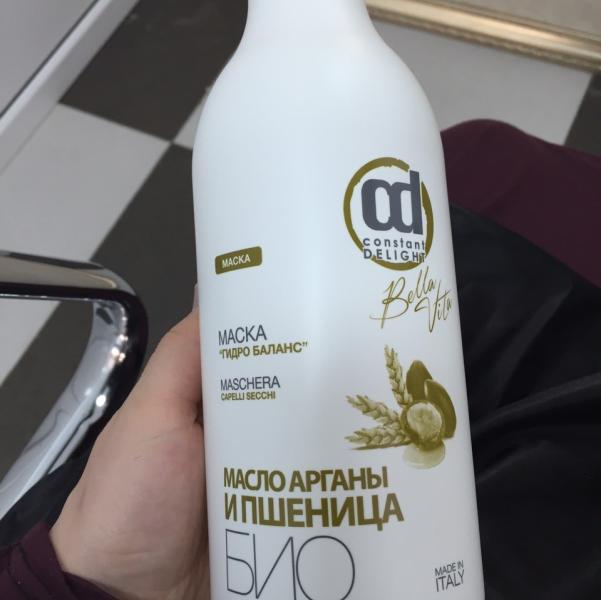 cd
constant
DELIGHT
Bella
Vita
МАСКА
МАСКА
"ГИДРО БАЛАНС"
MASCHERA
CAPELLI SECCHI
МАСЛО АРГАНЫ
И ПШЕНИЦА
БИО
MADE IN
ITALY